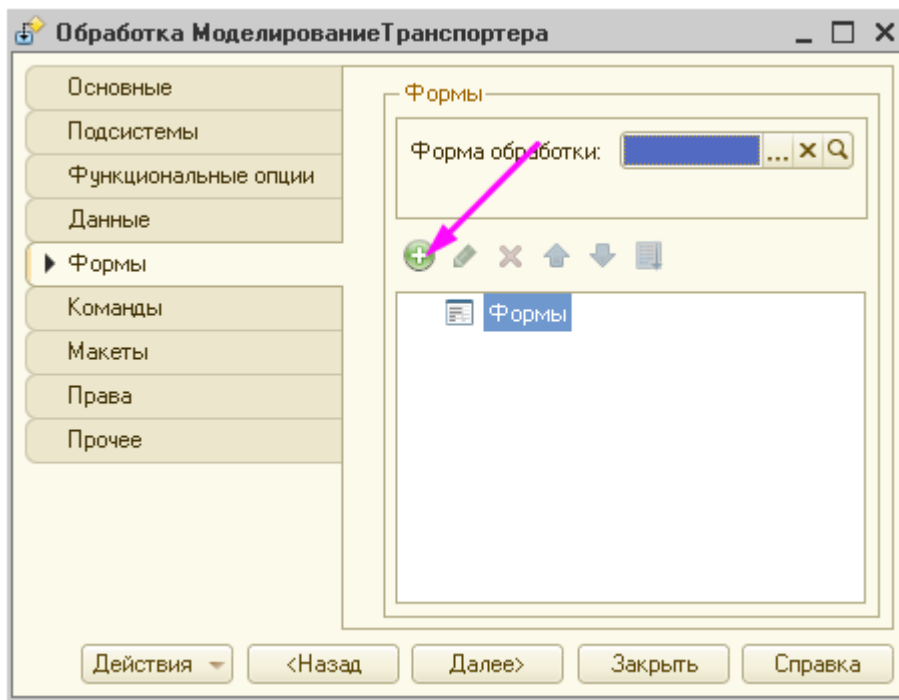 Обработка МоделированиеТранспортера
Основные
Подсистемы
Функциональные опции
Данные
Формы
Команды
Макеты
Права
Прочее
Формы
Форма обработки:
...
Формы
Действия
<Назад
Далее>
Закрыть
Справка